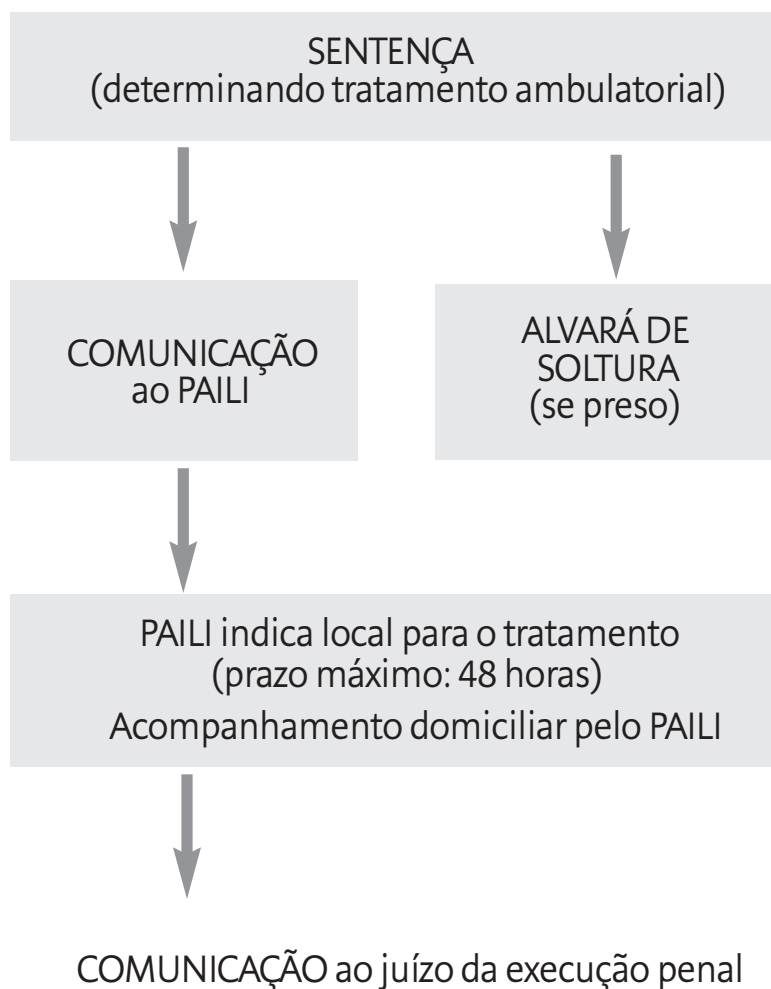 SENTENÇA
(determinando tratamento ambulatorial)
COMUNICAÇÃO
ao PAILI
ALVARÁ DE
SOLTURA
(se preso)
PAILI indica local para o tratamento
(prazo máximo: 48 horas)
Acompanhamento domiciliar pelo PAILI
COMUNICAÇÃO ao juízo da execução penal